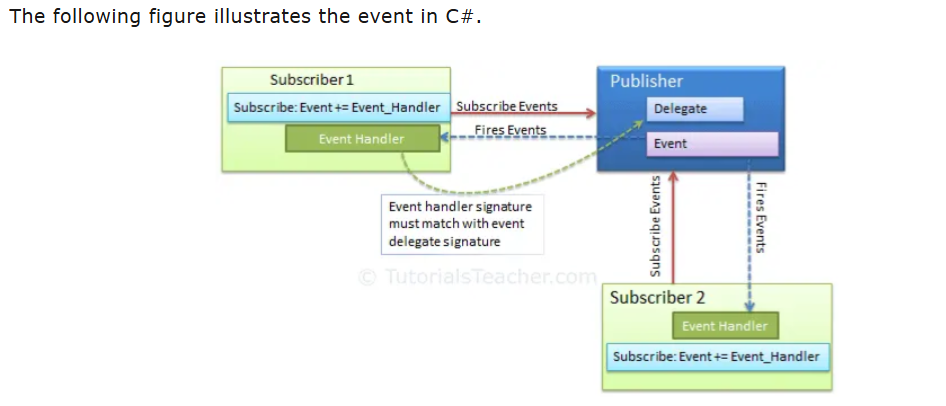 The following figure illustrates the event in C#.
Subscriber 1
Subscribe: Event += Event_Handler
Event Handler
Subscribe Events
Fires Events
Publisher
Delegate
Event
Event handler signature
must match with event
delegate signature
Subscribe Events
Fires Events
© TutorialsTeacher.com
Subscriber 2
Event Handler
Subscribe: Event += Event_Handler